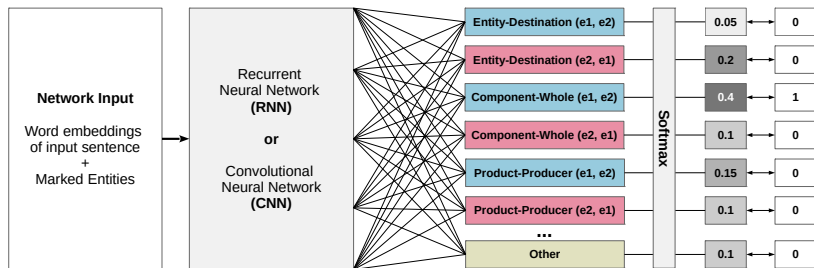 Network Input
Word embeddings
of input sentence
+
Marked Entities
Recurrent
Neural Network
(RNN)
or
Convolutional
Neural Network
(CNN)
Entity-Destination (e1, e2)
Entity-Destination (e2, e1)
Component-Whole (e1, e2)
Component-Whole (e2, e1)
Product-Producer (e1, e2)
Product-Producer (e2, e1)
...
Other
Softmax
0.05
0
0.2
0
0.4
1
0.1
0
0.15
0
0.1
0
0.1
0